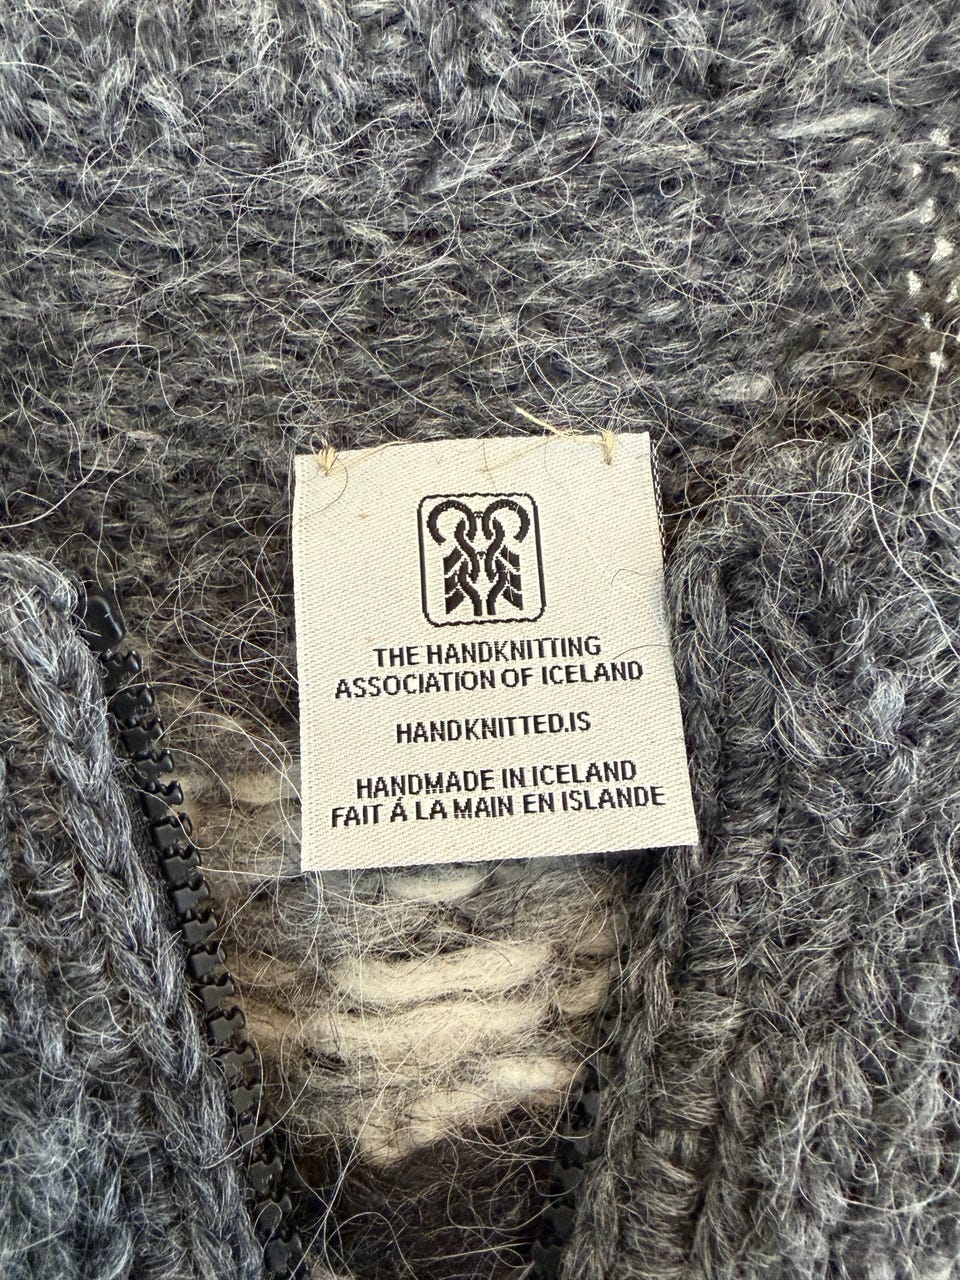 THE HANDKNITTING
ASSOCIATION OF ICELAND
HANDKNITTED.IS
HANDMADE IN ICELAND
FAIT Á LA MAIN EN ISLANDE